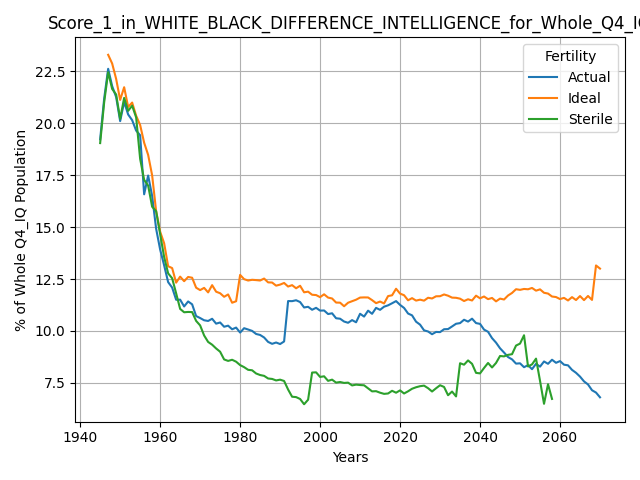 Score_1_in_WHITE_BLACK_DIFFERENCE_INTELLIGENCE_for_Whole_Q4_IQ
Fertility
Actual
Ideal
Sterile
% of Whole Q4_IQ Population
22.5
20.0
17.5
15.0
12.5
10.0
7.5
1940
1960
1980
2000
2020
2040
2060
Years